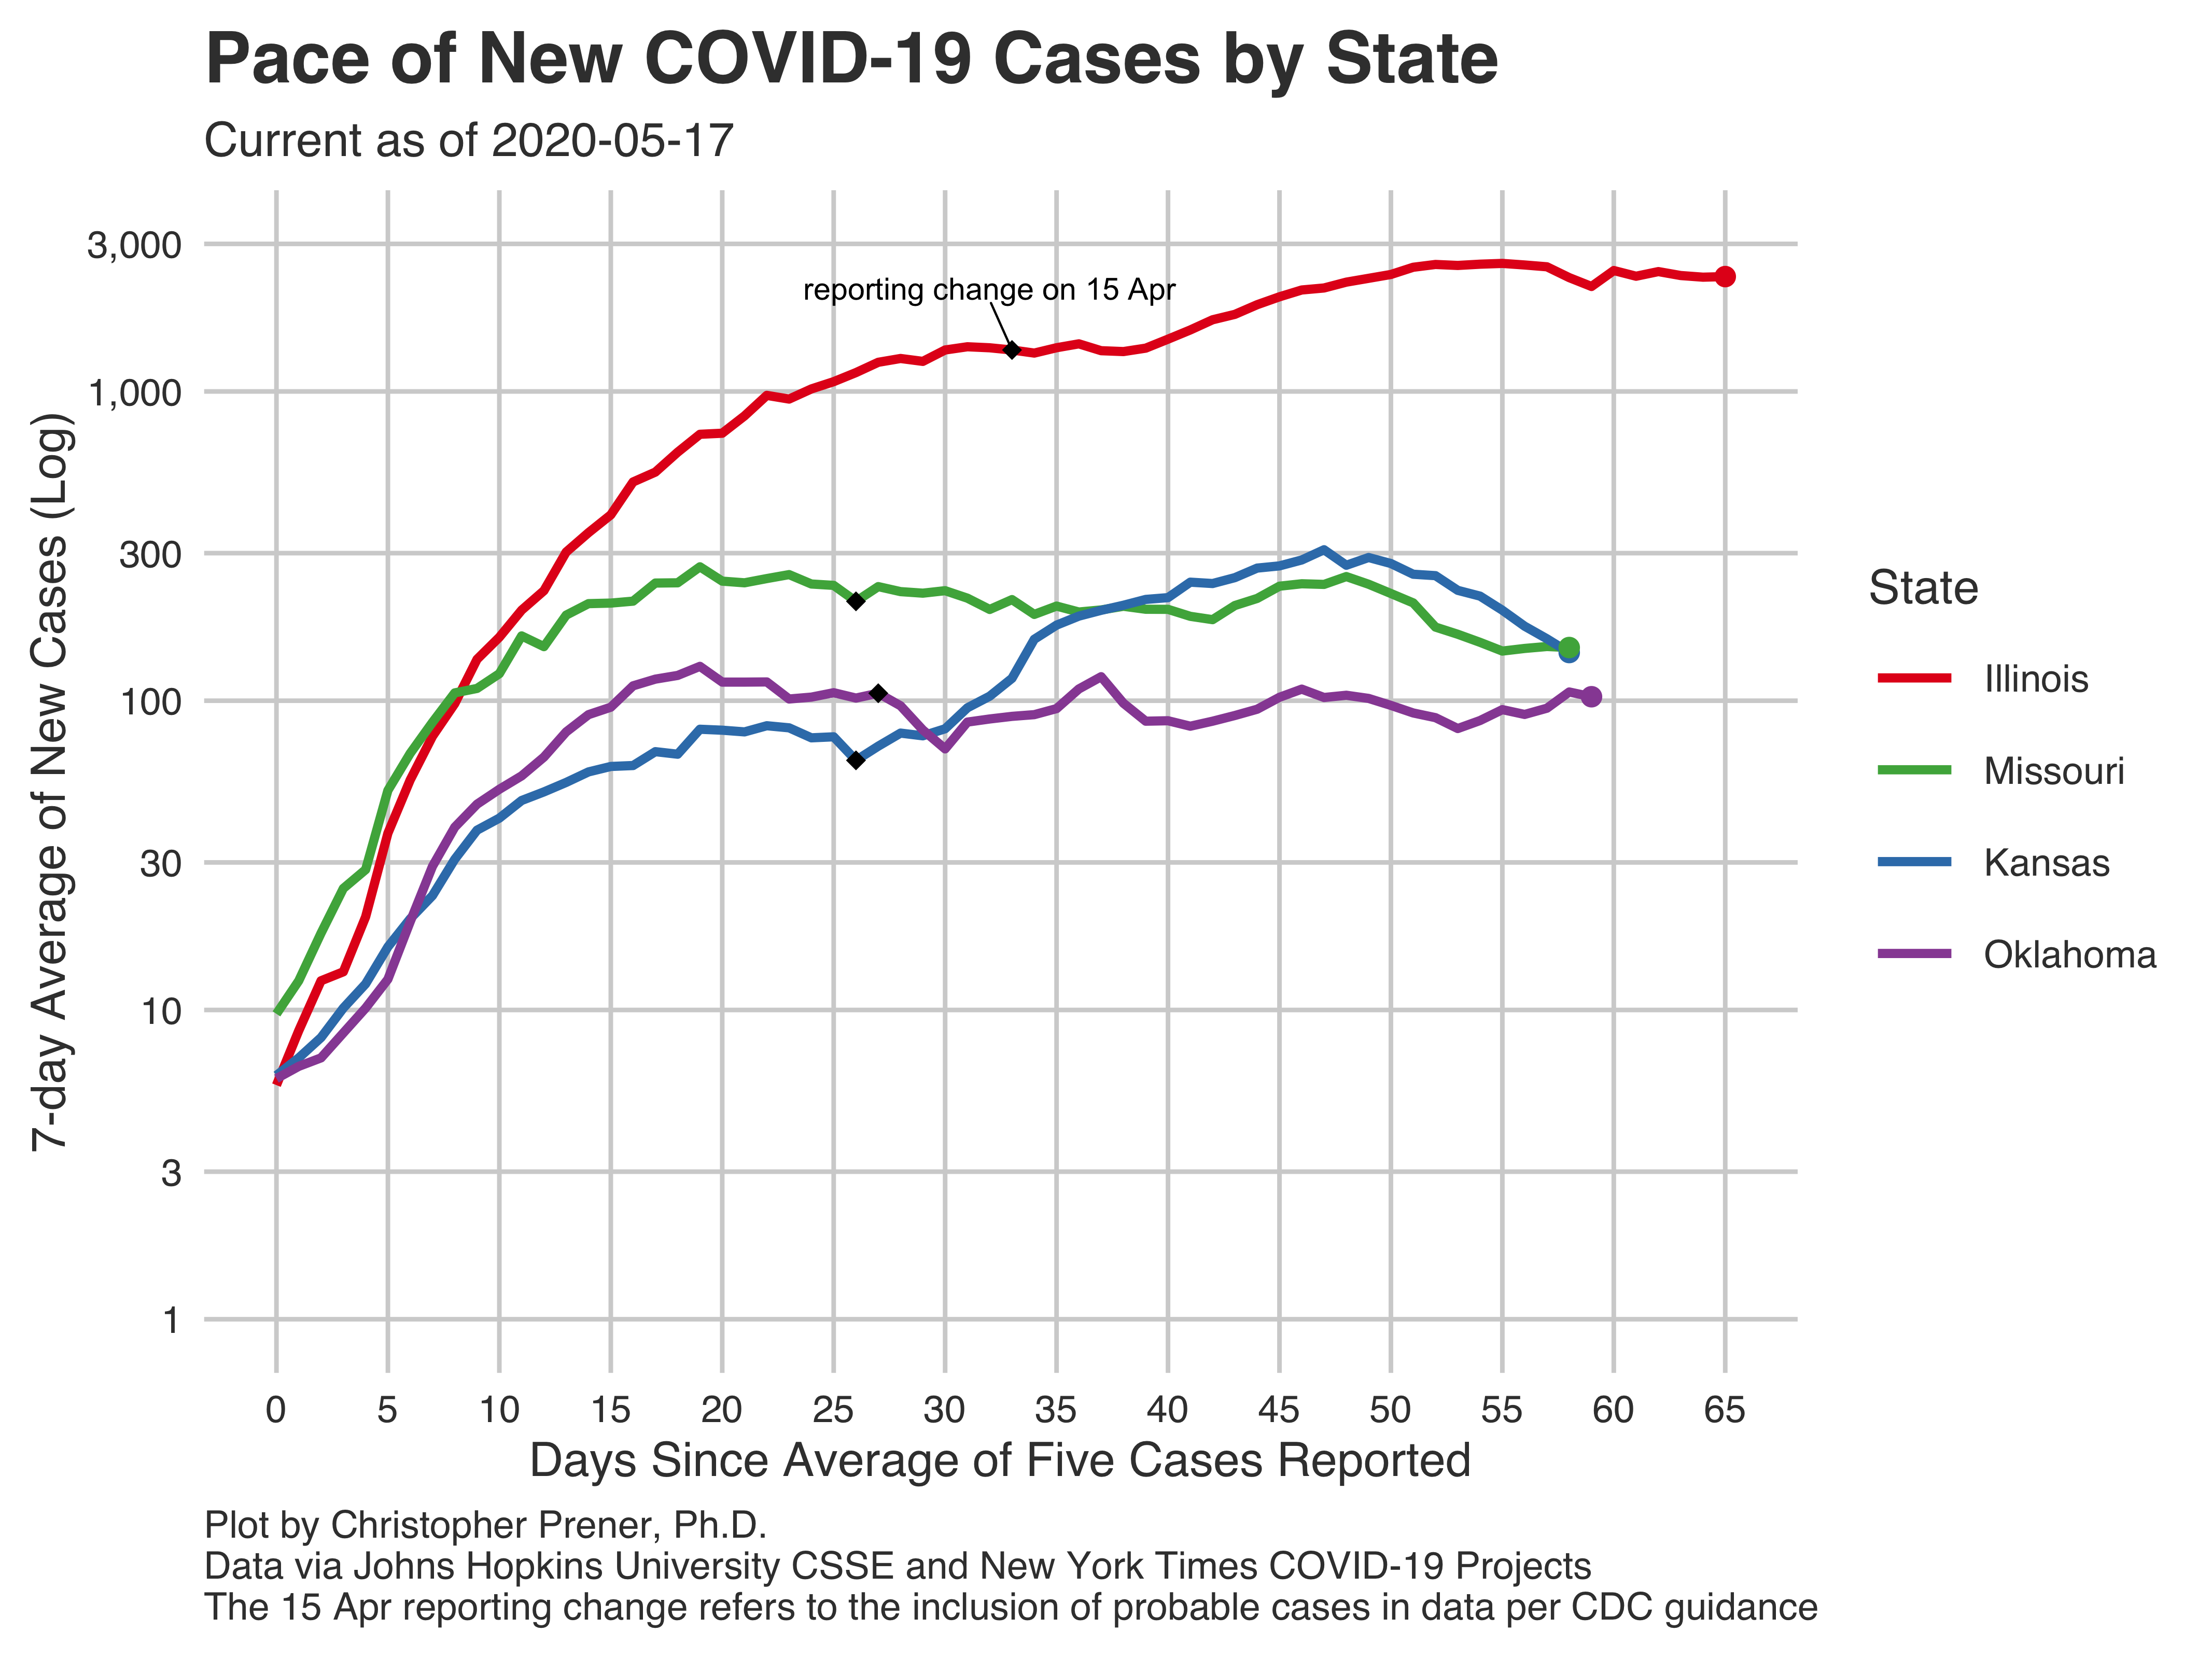 Pace of New COVID-19 Cases by State
Current as of 2020-05-17
7-day Average of New Cases (Log)
3,000
1,000
300
100
30
10
3
1
reporting change on 15 Apr
State
Illinois
Missouri
Kansas
Oklahoma
0 5 10 15 20 25 30 35 40 45 50 55 60 65
Days Since Average of Five Cases Reported
Plot by Christopher Prener, Ph.D.
Data via Johns Hopkins University CSSE and New York Times COVID-19 Projects
The 15 Apr reporting change refers to the inclusion of probable cases in data per CDC guidance